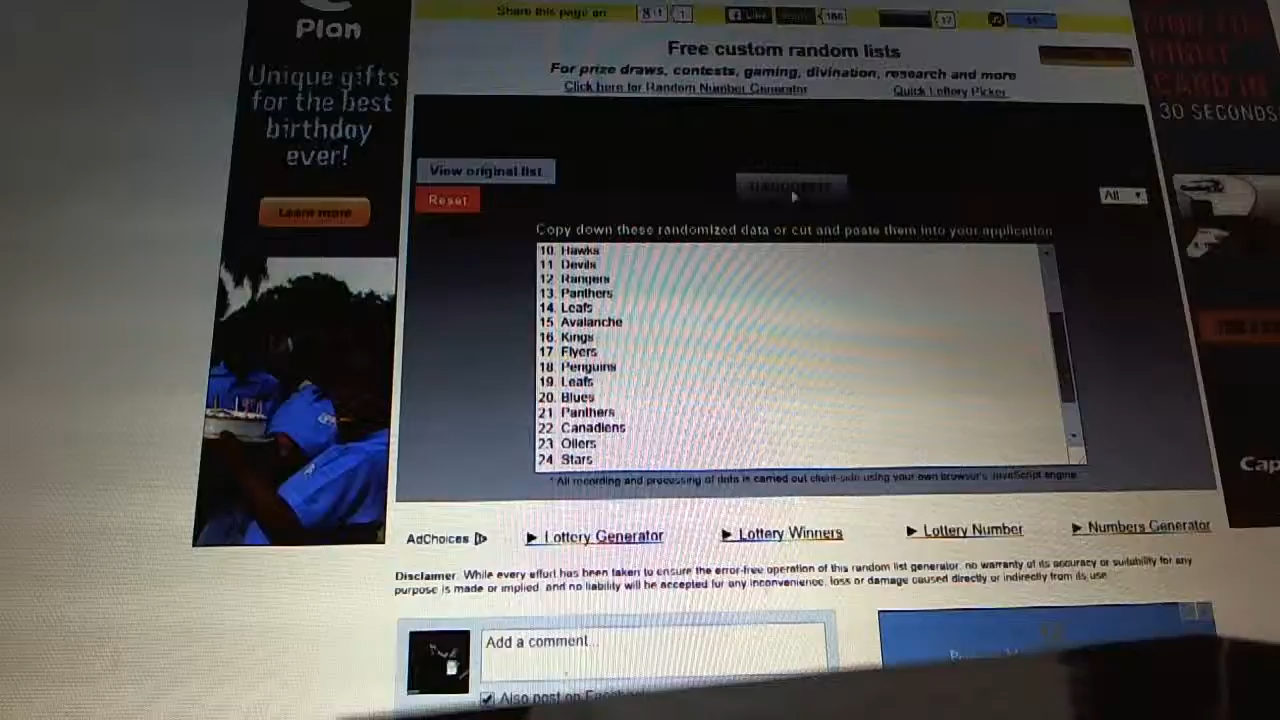 Plan
Unique gifts
for the best
birthday
ever!
Learn more
Share this page on
Free custom random lists
For prize draws, contests, gaming, divination, research and more
Click here for Random Number Generator
Quick Lottery Picker
View original list
Reset
All
Copy down these randomized data or cut and paste them into your application
10. Hawks
11. Devils
12. Rangers
13. Panthers
14. Leafs
15. Avalanche
16. Kings
17. Flyers
18. Penguins
19. Leafs
20. Blues
21. Panthers
22. Canadiens
23. Oilers
24. Stars
* All recording and processing of data is carried out client-side using your own browser's JavaScript engine
AdChoices
Lottery Generator
Lottery Winners
Lottery Number
Numbers Generator
Disclaimer: While every effort has been taken to ensure the error-free operation of this random list generator, no warranty of its accuracy or suitability for any
purpose is made or implied, and no liability will be accepted for any inconvenience, loss or damage caused directly or indirectly from its use
Add a comment...
Also post on
CARD IN
30 SECONDS
Cap